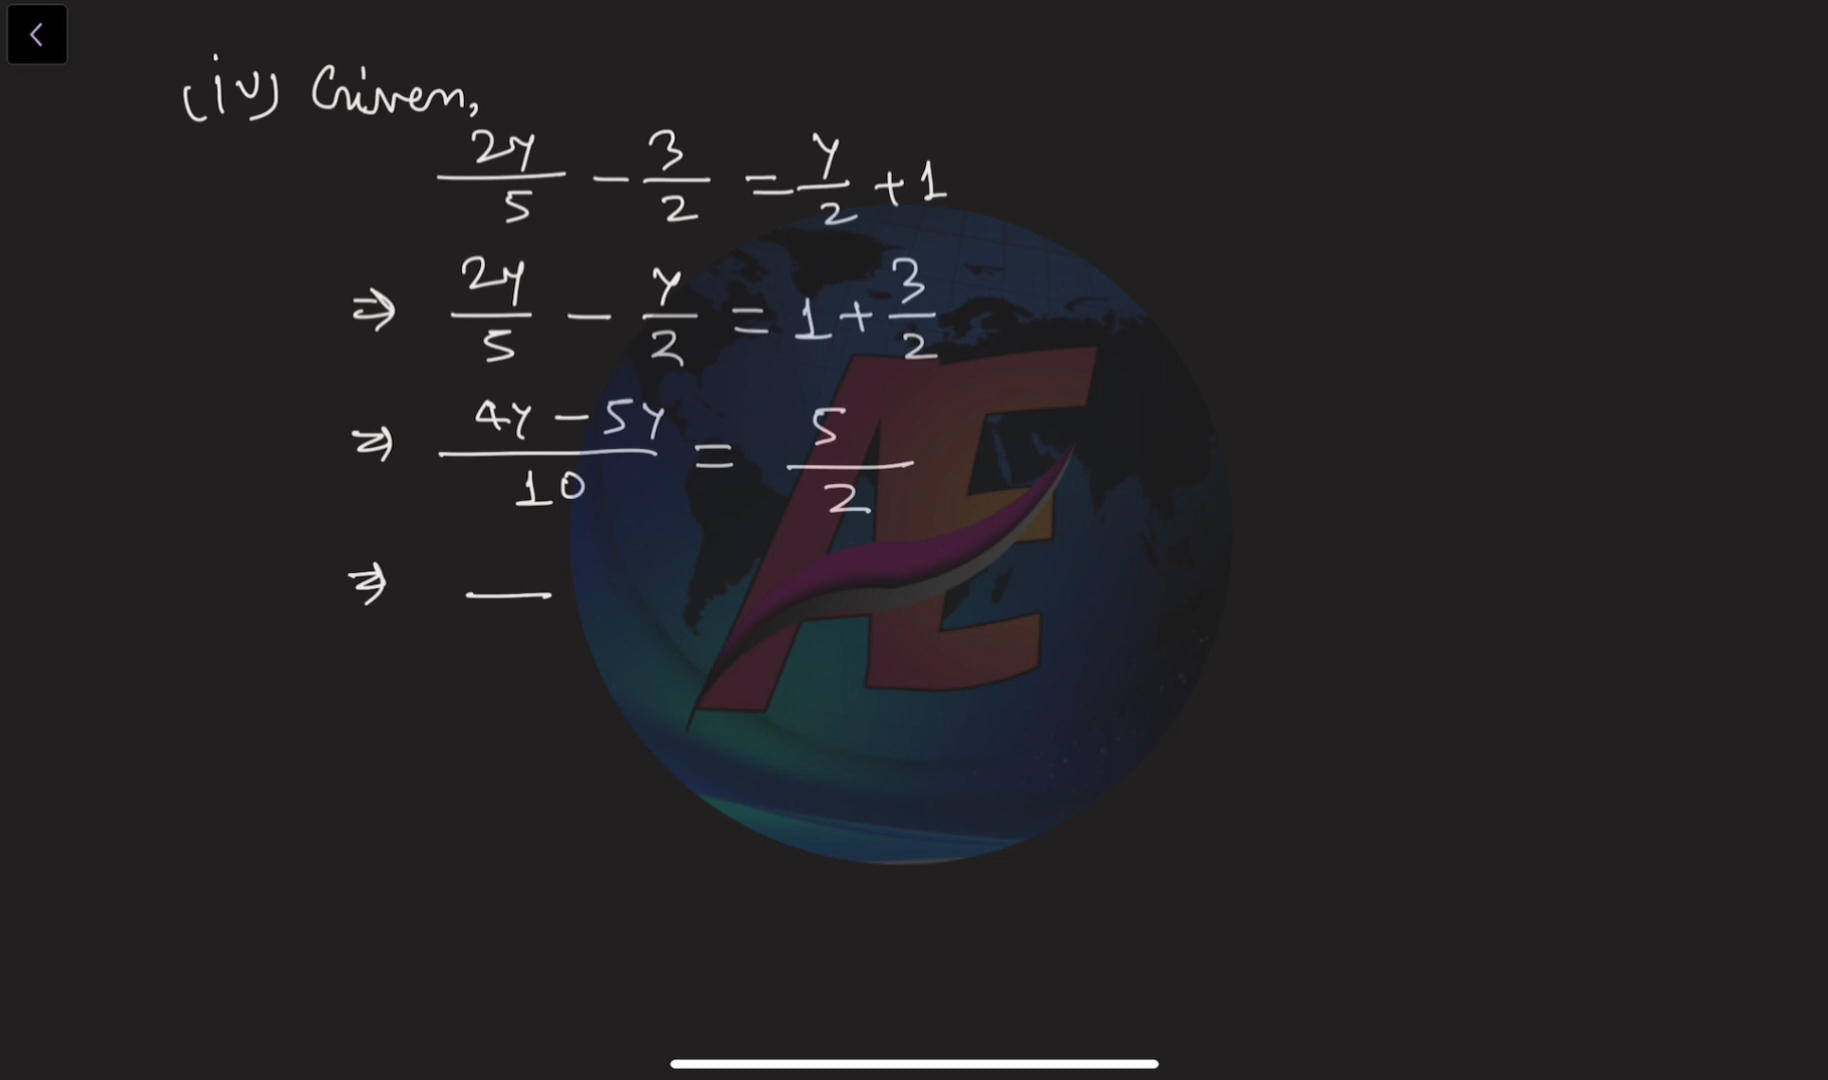 (iv) Given,
2y/5 - 3/2 = y/2 + 1
⇒ 2y/5 - y/2 = 1 + 3/2
⇒ (4y - 5y)/10 = 5/2
⇒ —
AE